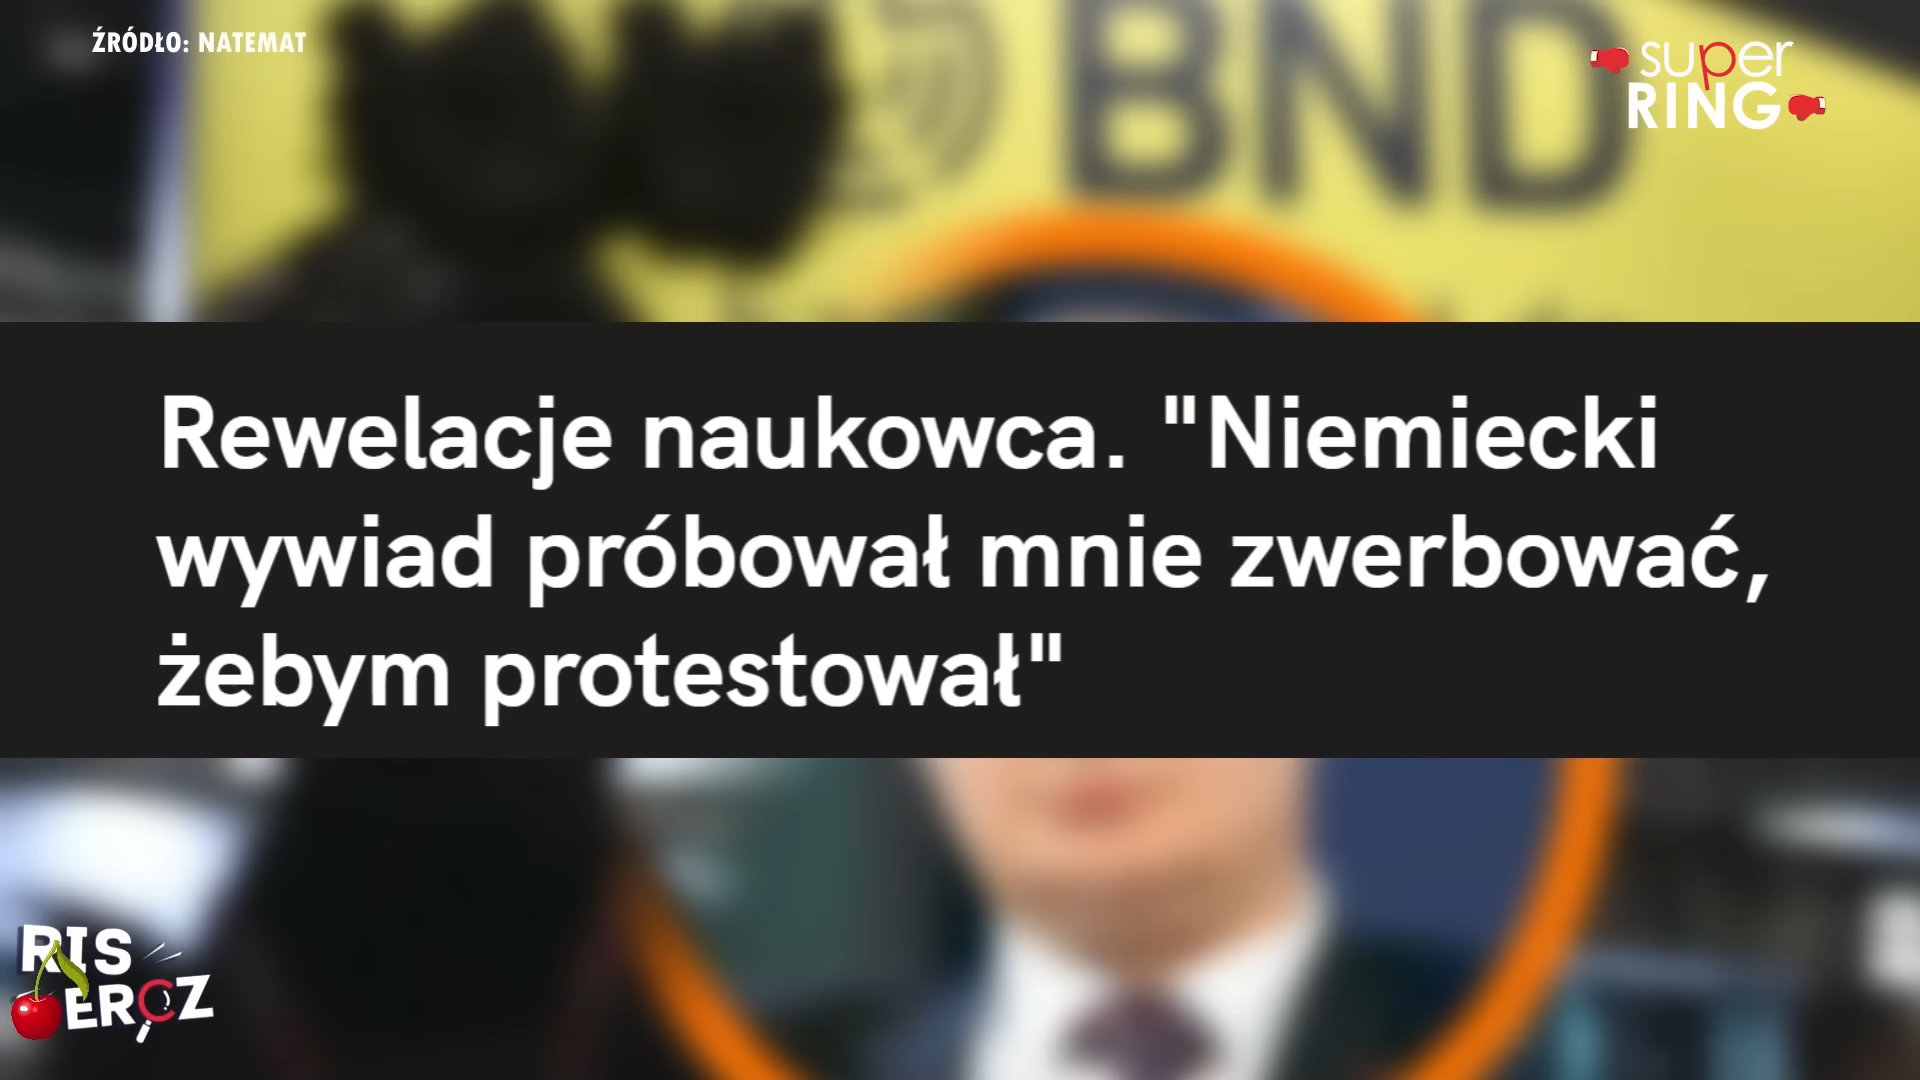 ŹRÓDŁO: NATEMAT
BND
super
RING
Rewelacje naukowca. "Niemiecki
wywiad próbował mnie zwerbować,
żebym protestował"
RIS
ERCZ